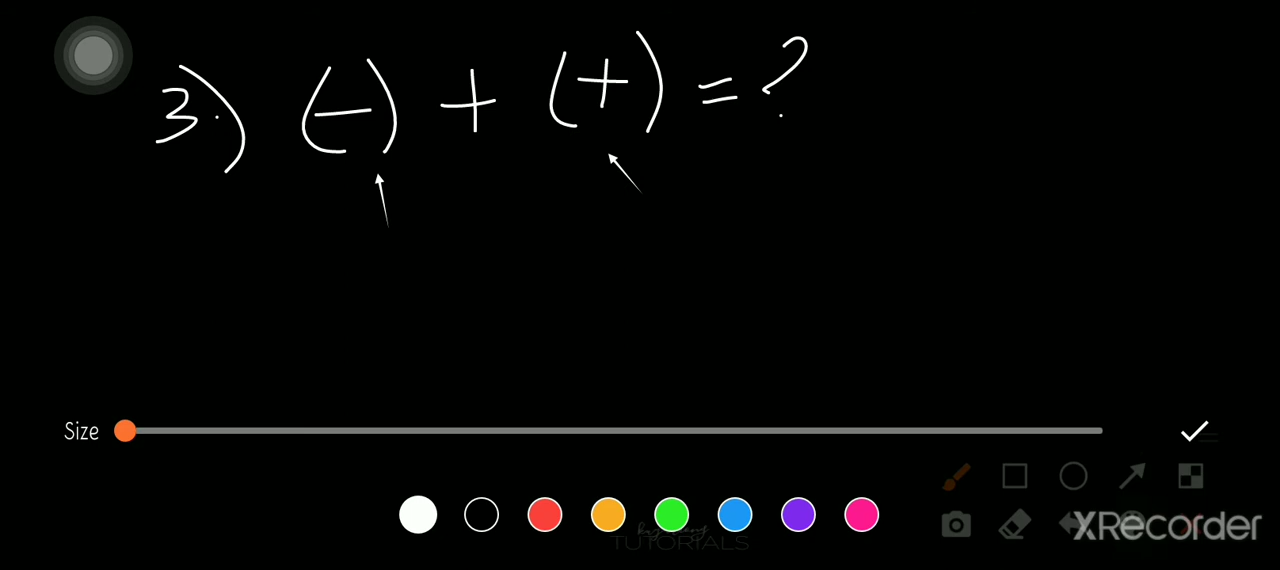 3.) (-) + (+) = ?
Size
TUTORIALS
XRecorder